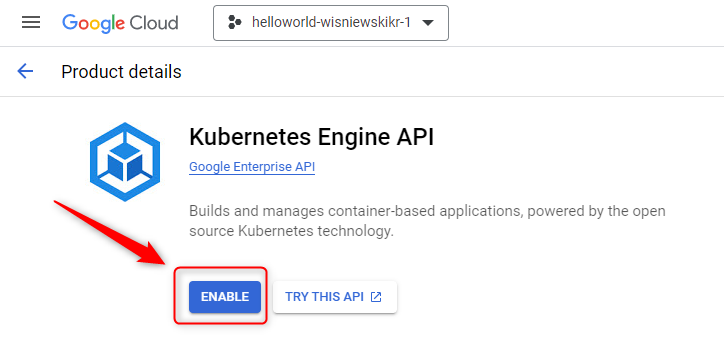 Google Cloud
helloworld-wisniewskikr-1
Product details
Kubernetes Engine API
Google Enterprise API
Builds and manages container-based applications, powered by the open
source Kubernetes technology.
ENABLE
TRY THIS API